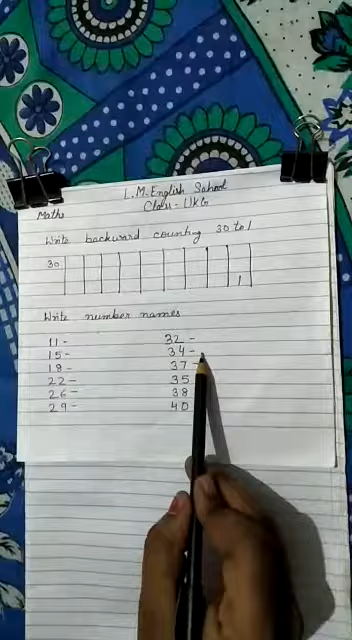 L.M. English School
Class - UKG
Maths
Write backward counting 30 to 1
30
1
Write number names
11 - 32 -
15 - 34 -
18 - 37 -
22 - 35
26 - 38
29 - 40